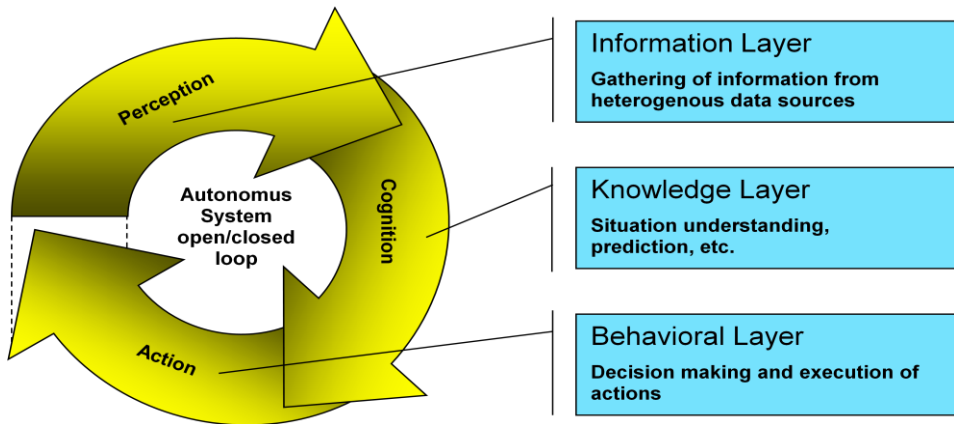 Perception
Cognition
Action
Autonomus
System
open/closed
loop
Information Layer
Gathering of information from
heterogenous data sources
Knowledge Layer
Situation understanding,
prediction, etc.
Behavioral Layer
Decision making and execution of
actions